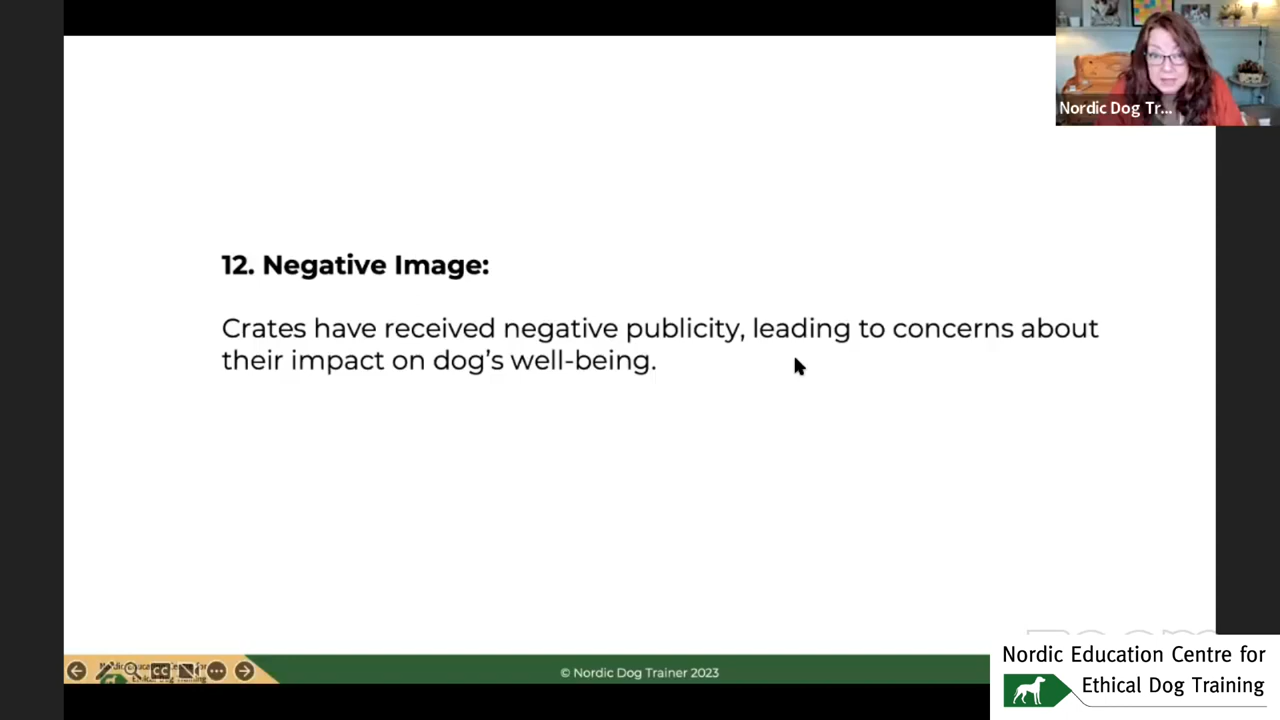 Nordic Dog Tr...
12. Negative Image:
Crates have received negative publicity, leading to concerns about
their impact on dog’s well-being.
CC
© Nordic Dog Trainer 2023
Nordic Education Centre for
Ethical Dog Training